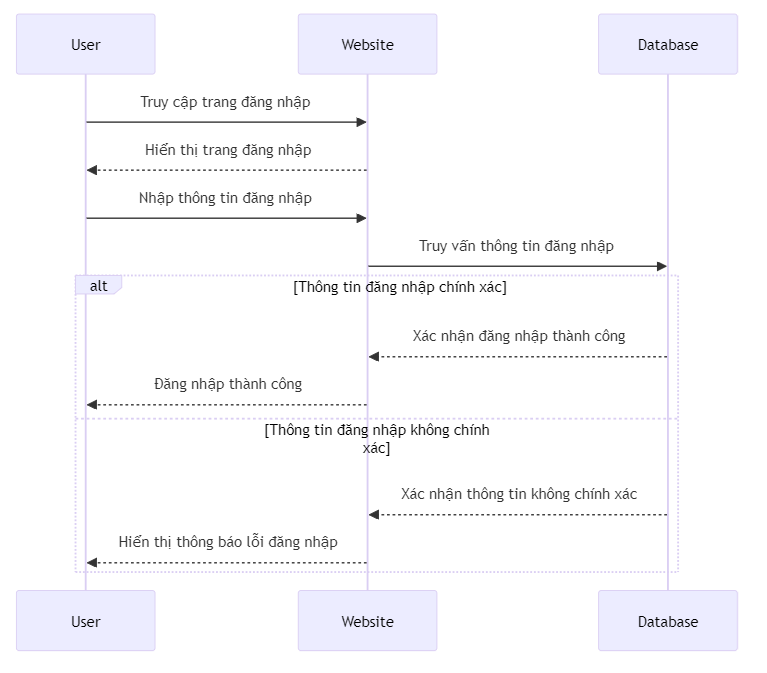 User
Website
Database
Truy cập trang đăng nhập
Hiển thị trang đăng nhập
Nhập thông tin đăng nhập
Truy vấn thông tin đăng nhập
alt
[Thông tin đăng nhập chính xác]
Xác nhận đăng nhập thành công
Đăng nhập thành công
[Thông tin đăng nhập không chính
xác]
Xác nhận thông tin không chính xác
Hiển thị thông báo lỗi đăng nhập
User
Website
Database